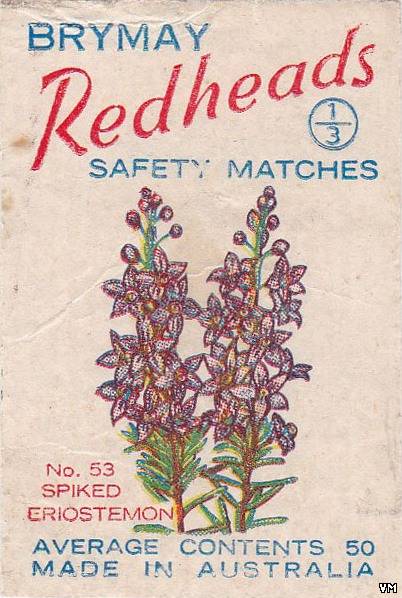 BRYMAY
Redheads
1/3
SAFETY MATCHES
No. 53
SPIKED
ERIOSTEMON
AVERAGE CONTENTS 50
MADE IN AUSTRALIA
VM